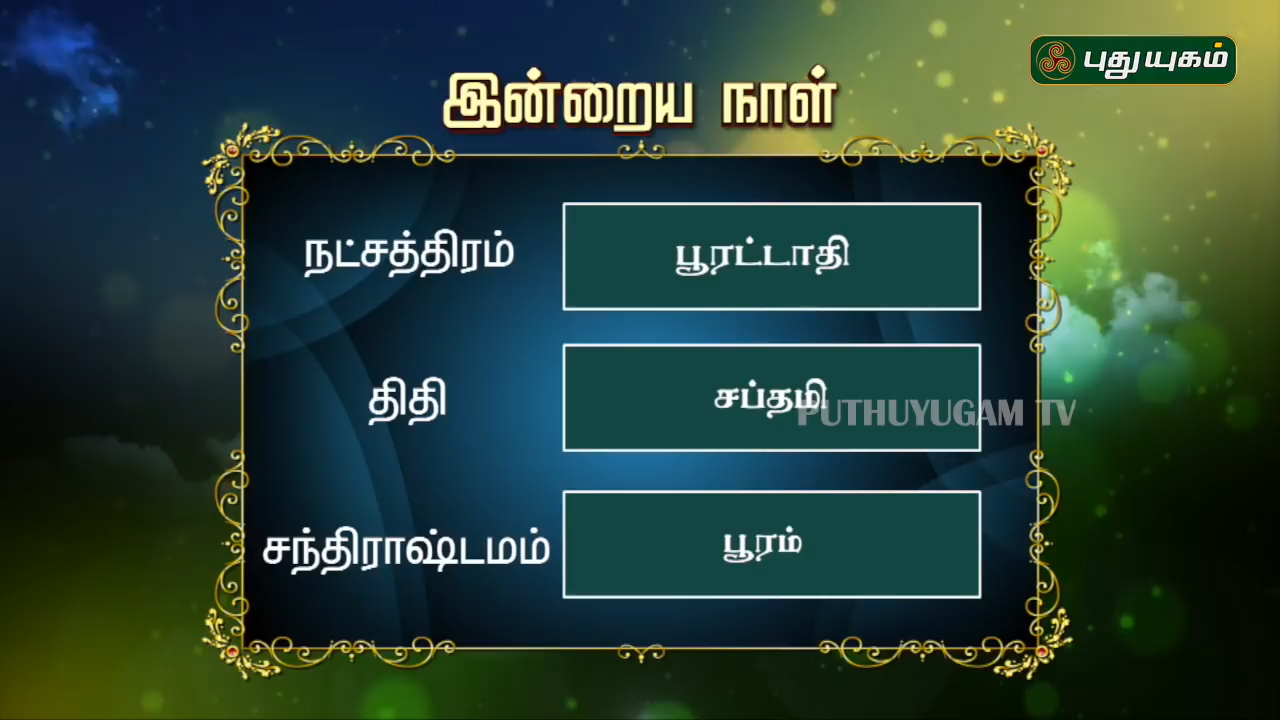 புதுயுகம்
இன்றைய நாள்
நட்சத்திரம் பூரட்டாதி
திதி சப்தமி
PUTHUYUGAM TV
சந்திராஷ்டமம் பூரம்